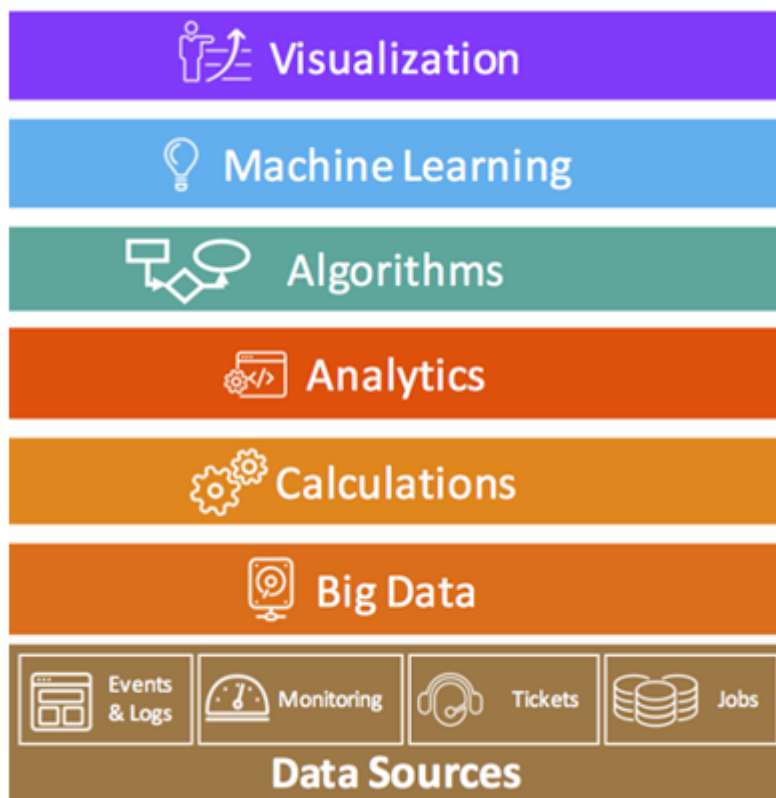 Visualization
Machine Learning
Algorithms
</> Analytics
Calculations
Big Data
Events
& Logs
Monitoring
Tickets
Jobs
Data Sources